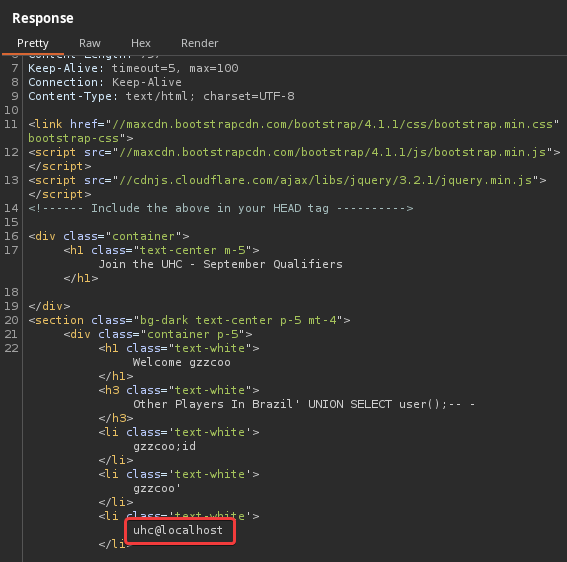 Response
Pretty Raw Hex Render
7 Keep-Alive: timeout=5, max=100
8 Connection: Keep-Alive
9 Content-Type: text/html; charset=UTF-8
10
11 <link href="//maxcdn.bootstrapcdn.com/bootstrap/4.1.1/css/bootstrap.min.css"
bootstrap-css">
12 <script src="//maxcdn.bootstrapcdn.com/bootstrap/4.1.1/js/bootstrap.min.js">
</script>
13 <script src="//cdnjs.cloudflare.com/ajax/libs/jquery/3.2.1/jquery.min.js">
</script>
14 <!------ Include the above in your HEAD tag ---------->
15
16 <div class="container">
17 <h1 class="text-center m-5">
Join the UHC - September Qualifiers
</h1>
18
19 </div>
20 <section class="bg-dark text-center p-5 mt-4">
21 <div class="container p-5">
22 <h1 class="text-white">
Welcome gzzcoo
</h1>
<h3 class="text-white">
Other Players In Brazil' UNION SELECT user();-- -
</h3>
<li class='text-white'>
gzzcoo;id
</li>
<li class='text-white'>
gzzcoo'
</li>
<li class='text-white'>
uhc@localhost
</li>